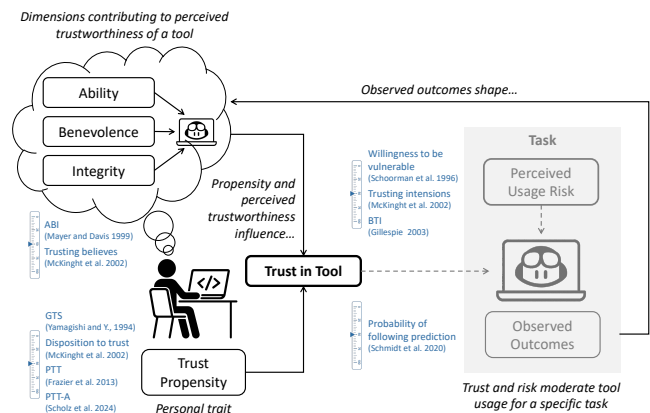 Dimensions contributing to perceived
trustworthiness of a tool
Ability
Benevolence
Integrity
Observed outcomes shape…
Propensity and
perceived
trustworthiness
influence…
ABI
(Mayer and Davis 1999)
Trusting believes
(McKinght et al. 2002)
Willingness to be
vulnerable
(Schoorman et al. 1996)
Trusting intensions
(McKinght et al. 2002)
BTI
(Gillespie 2003)
Task
Perceived
Usage Risk
</>
Trust in Tool
GTS
(Yamagishi and Y., 1994)
Disposition to trust
(McKinght et al. 2002)
PTT
(Frazier et al. 2013)
PTT-A
(Scholz et al. 2024)
Trust
Propensity
Personal trait
Probability of
following prediction
(Schmidt et al. 2020)
Observed
Outcomes
Trust and risk moderate tool
usage for a specific task